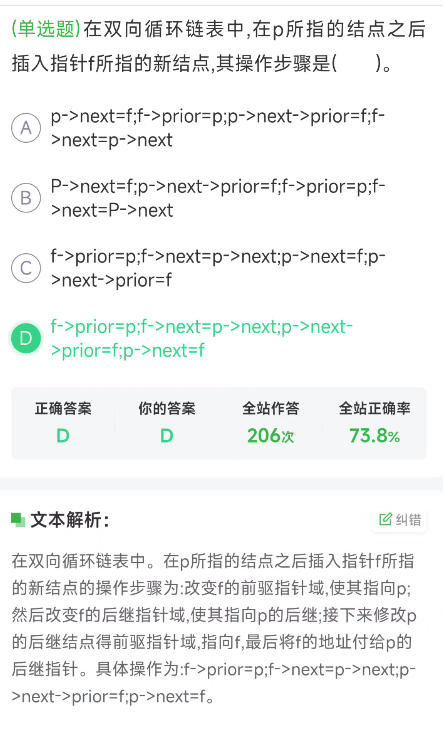 (单选题)在双向循环链表中,在p所指的结点之后
插入指针f所指的新结点,其操作步骤是(  )。
A
p->next=f;f->prior=p;p->next->prior=f;f-
>next=p->next
B
P->next=f;p->next->prior=f;f->prior=p;f-
>next=P->next
C
f->prior=p;f->next=p->next;p->next=f;p-
>next->prior=f
D
f->prior=p;f->next=p->next;p->next-
>prior=f;p->next=f
正确答案 你的答案 全站作答 全站正确率
D D 206次 73.8%
文本解析: 纠错
在双向循环链表中。在p所指的结点之后插入指针f所指
的新结点的操作步骤为:改变f的前驱指针域,使其指向p;
然后改变f的后继指针域,使其指向p的后继;接下来修改p
的后继结点得前驱指针域,指向f,最后将f的地址付给p的
后继指针。具体操作为:f->prior=p;f->next=p->next;p-
>next->prior=f;p->next=f。